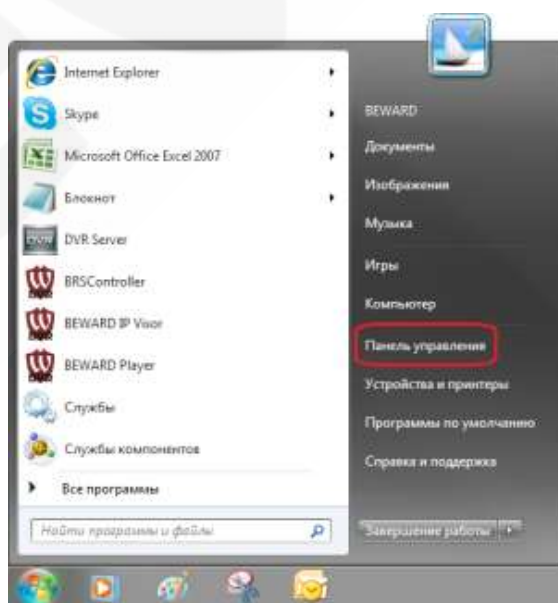 Internet Explorer
Skype
Microsoft Office Excel 2007
Блокнот
DVR Server
BRSController
BEWARD IP Visor
BEWARD Player
Службы
Службы компонентов
Все программы
Найти программы и файлы
BEWARD
Документы
Изображения
Музыка
Игры
Компьютер
Панель управления
Устройства и принтеры
Программы по умолчанию
Справка и поддержка
Завершение работы